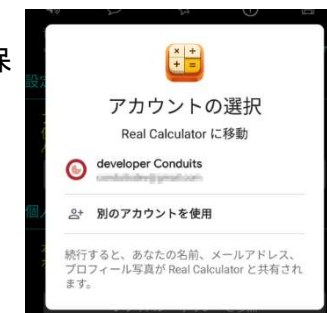 保
設
アカウントの選択
Real Calculator に移動
developer Conduits
別のアカウントを使用
個
続行すると、あなたの名前、メールアドレス、
プロフィール写真が Real Calculator と共有され
ます。